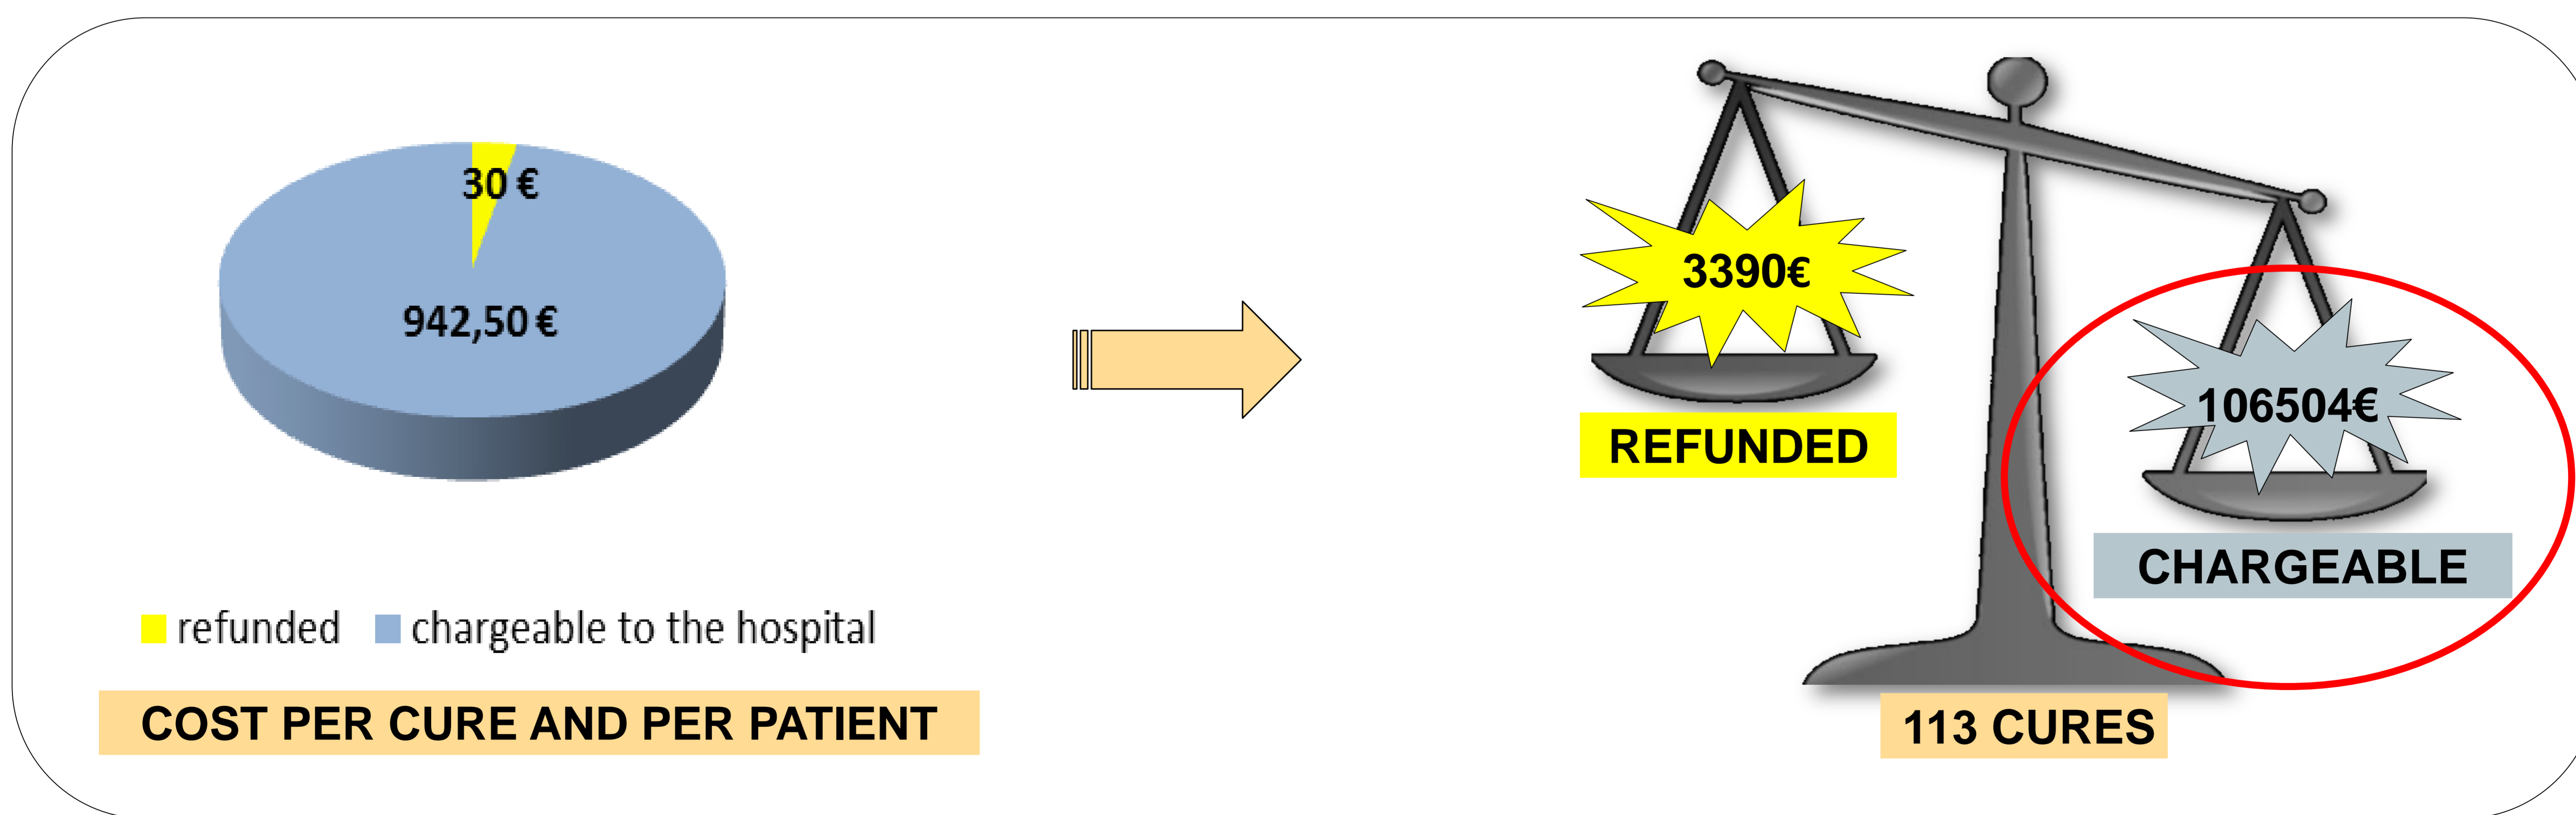 30 €
942,50 €
refunded chargeable to the hospital
COST PER CURE AND PER PATIENT
3390€
REFUNDED
106504€
CHARGEABLE
113 CURES